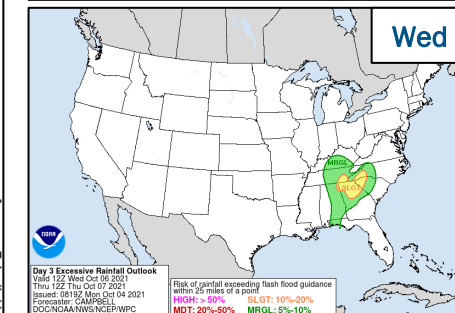 Wed
MRGL
SLGT
NOAA
Day 3 Excessive Rainfall Outlook
Valid 12Z Wed Oct 06 2021
Thru 12Z Thu Oct 07 2021
Issued: 0819Z Mon Oct 04 2021
Forecaster: CAMPBELL
DOC/NOAA/NWS/NCEP/WPC
Risk of rainfall exceeding flash flood guidance
within 25 miles of a point
HIGH: > 50% SLGT: 10%-20%
MDT: 20%-50% MRGL: 5%-10%